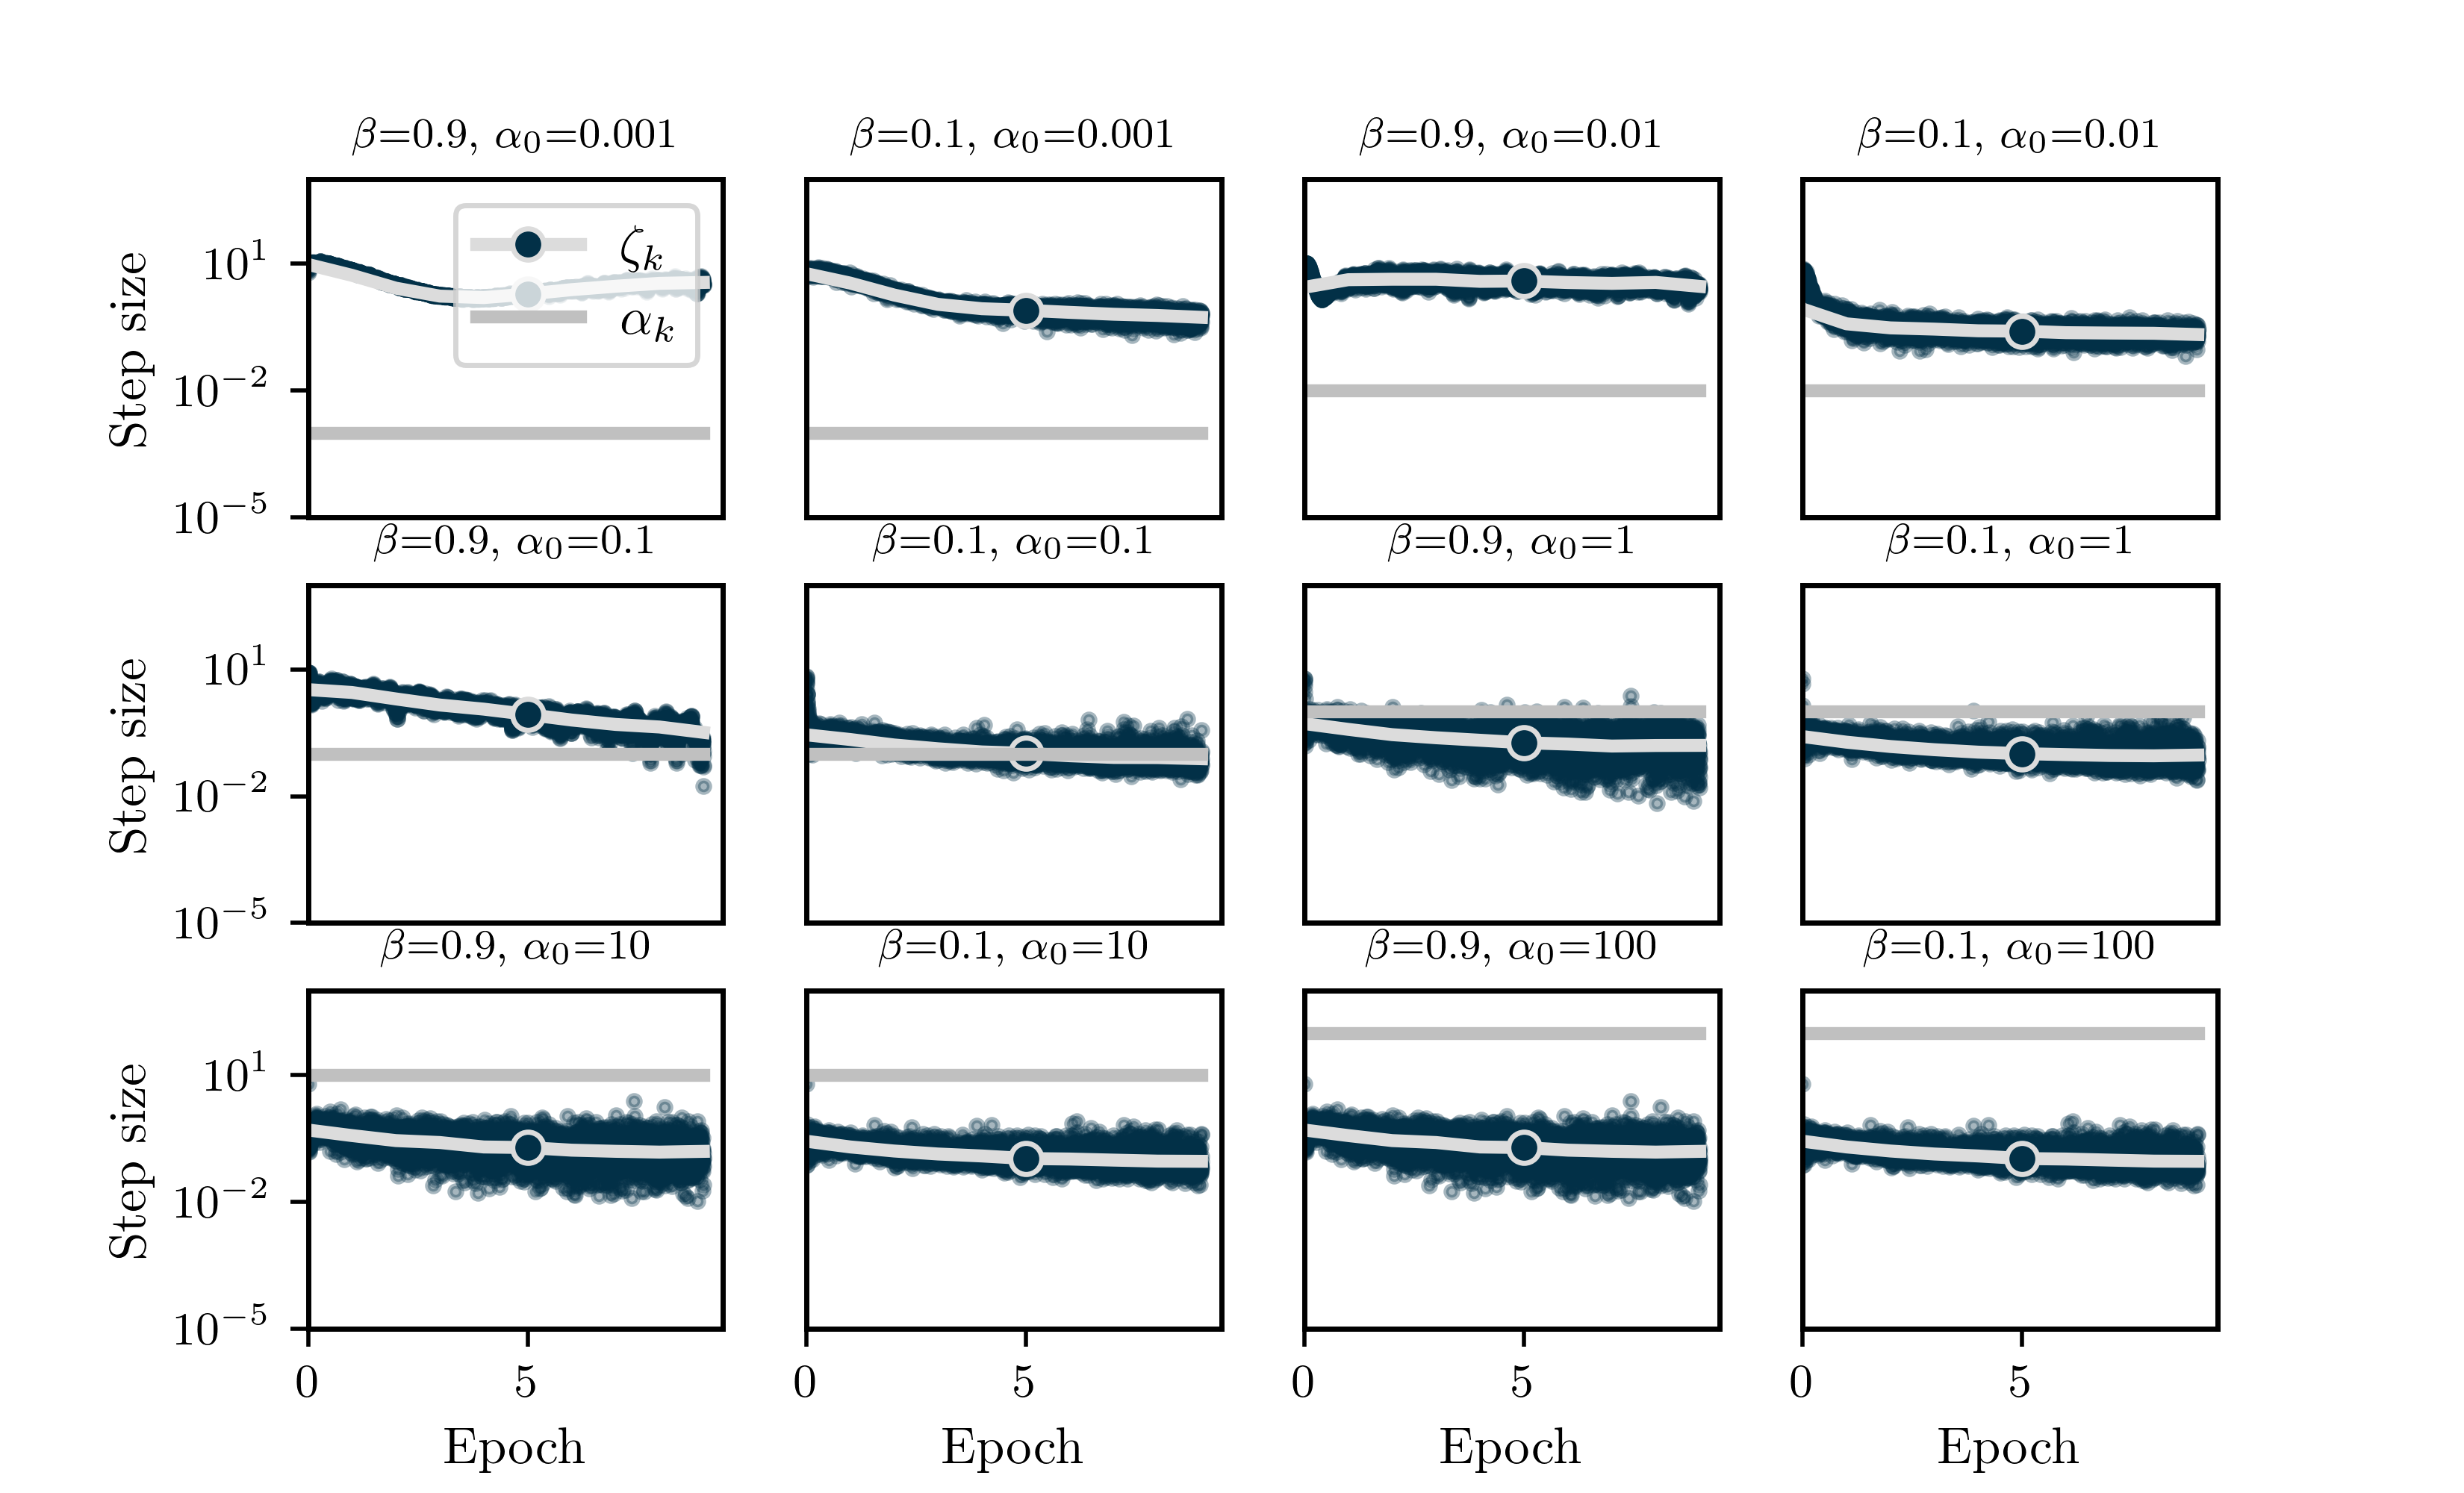 β=0.9, α₀=0.001 β=0.1, α₀=0.001 β=0.9, α₀=0.01 β=0.1, α₀=0.01
Step size
10¹
10⁻²
10⁻⁵
ζₖ
αₖ
β=0.9, α₀=0.1 β=0.1, α₀=0.1 β=0.9, α₀=1 β=0.1, α₀=1
Step size
10¹
10⁻²
10⁻⁵
β=0.9, α₀=10 β=0.1, α₀=10 β=0.9, α₀=100 β=0.1, α₀=100
Step size
10¹
10⁻²
10⁻⁵
0 5 0 5 0 5 0 5
Epoch Epoch Epoch Epoch